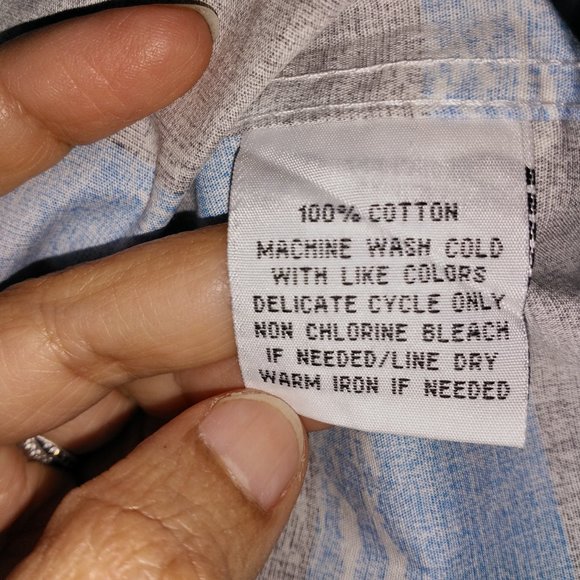 100% COTTON
MACHINE WASH COLD
WITH LIKE COLORS
DELICATE CYCLE ONLY
NON CHLORINE BLEACH
IF NEEDED/LINE DRY
WARM IRON IF NEEDED